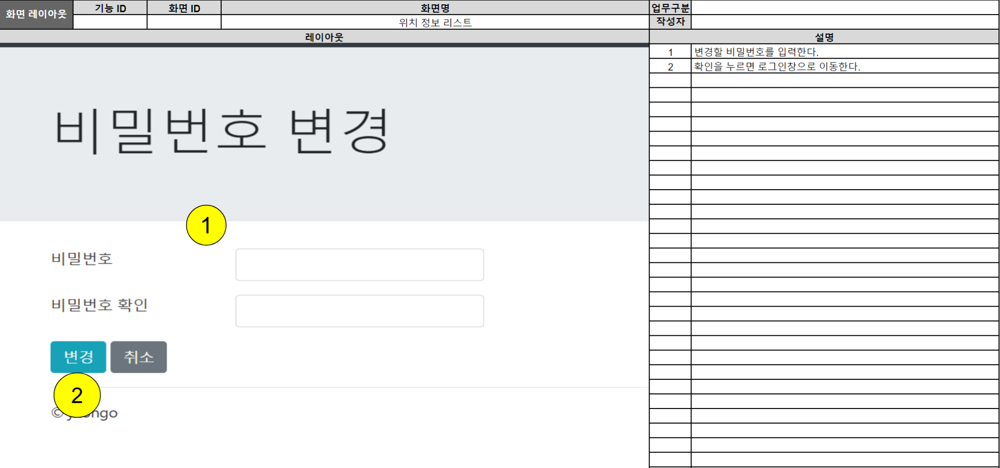 화면 레이아웃
기능 ID
화면 ID
화면명
업무구분
위치 정보 리스트
작성자
레이아웃
설명
1
변경할 비밀번호를 입력한다.
2
확인을 누르면 로그인창으로 이동한다.
비밀번호 변경
1
비밀번호
비밀번호 확인
변경
취소
2
©